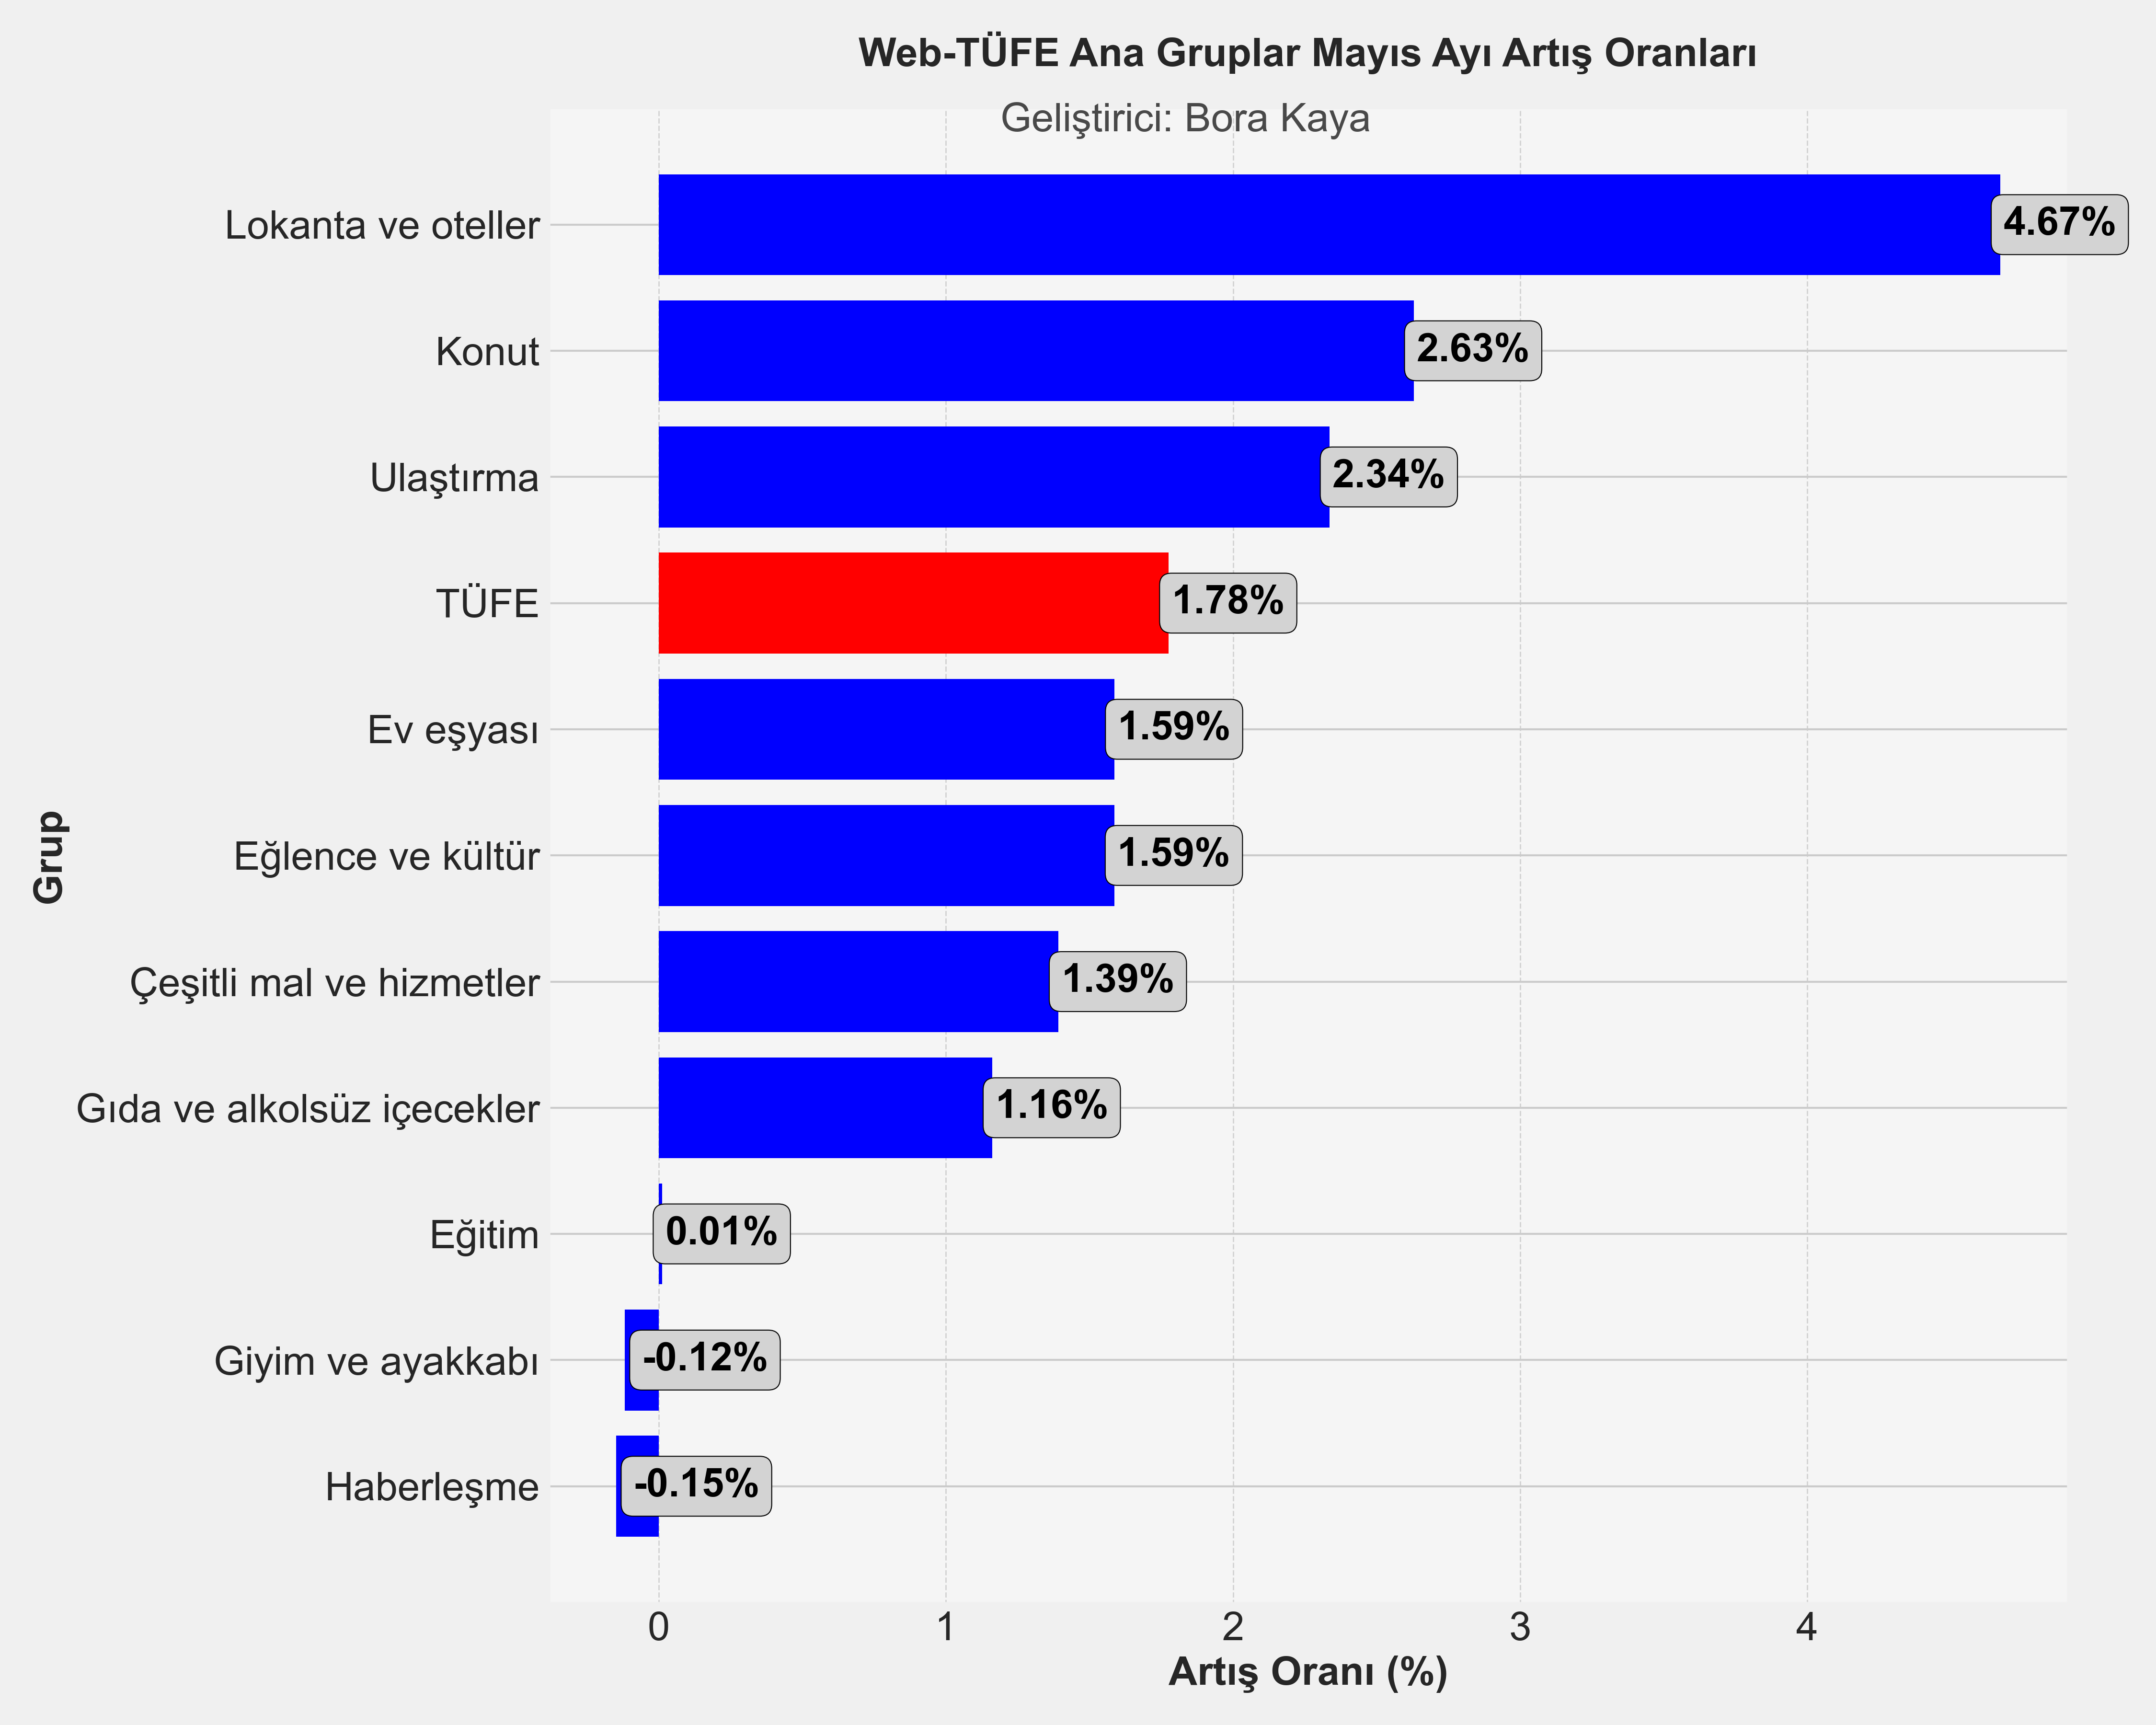 Web-TÜFE Ana Gruplar Mayıs Ayı Artış Oranları
Geliştirici: Bora Kaya
Grup
Lokanta ve oteller 4.67%
Konut 2.63%
Ulaştırma 2.34%
TÜFE 1.78%
Ev eşyası 1.59%
Eğlence ve kültür 1.59%
Çeşitli mal ve hizmetler 1.39%
Gıda ve alkolsüz içecekler 1.16%
Eğitim 0.01%
Giyim ve ayakkabı -0.12%
Haberleşme -0.15%
0 1 2 3 4
Artış Oranı (%)